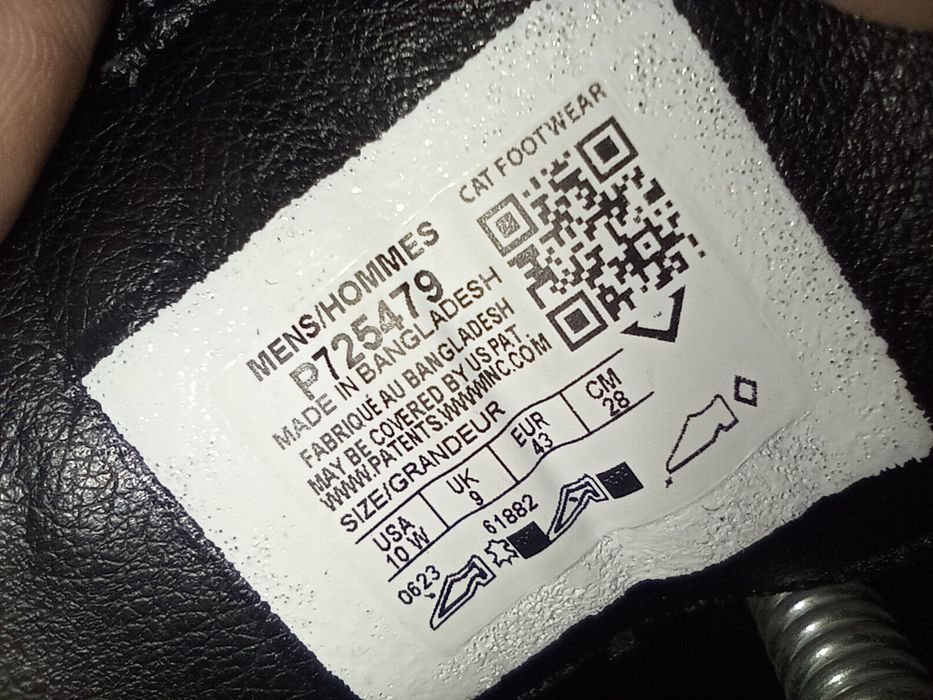 CAT FOOTWEAR
MENS/HOMMES
P725479
MADE IN BANGLADESH
FABRIQUÉ AU BANGLADESH
MAY BE COVERED BY US PAT.
WWW.PATENTS.WWWINC.COM
SIZE/GRANDEUR
USA UK EUR CM
10 W 9 43 28
0623 61882